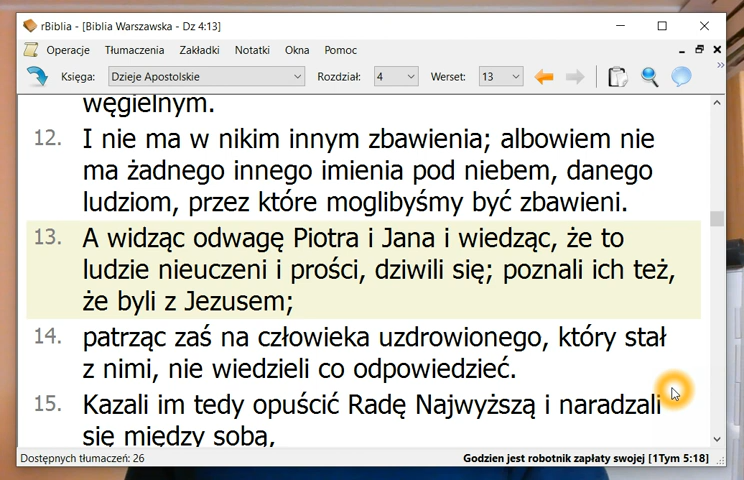 rBiblia - [Biblia Warszawska - Dz 4:13]
Operacje Tłumaczenia Zakładki Notatki Okna Pomoc
Księga: Dzieje Apostolskie Rozdział: 4 Werset: 13
węgielnym.
12. I nie ma w nikim innym zbawienia; albowiem nie
ma żadnego innego imienia pod niebem, danego
ludziom, przez które moglibyśmy być zbawieni.
13. A widząc odwagę Piotra i Jana i wiedząc, że to
ludzie nieuczeni i prości, dziwili się; poznali ich też,
że byli z Jezusem;
14. patrząc zaś na człowieka uzdrowionego, który stał
z nimi, nie wiedzieli co odpowiedzieć.
15. Kazali im tedy opuścić Radę Najwyższą i naradzali
się między sobą,
Dostępnych tłumaczeń: 26 Godzien jest robotnik zapłaty swojej [1Tym 5:18]